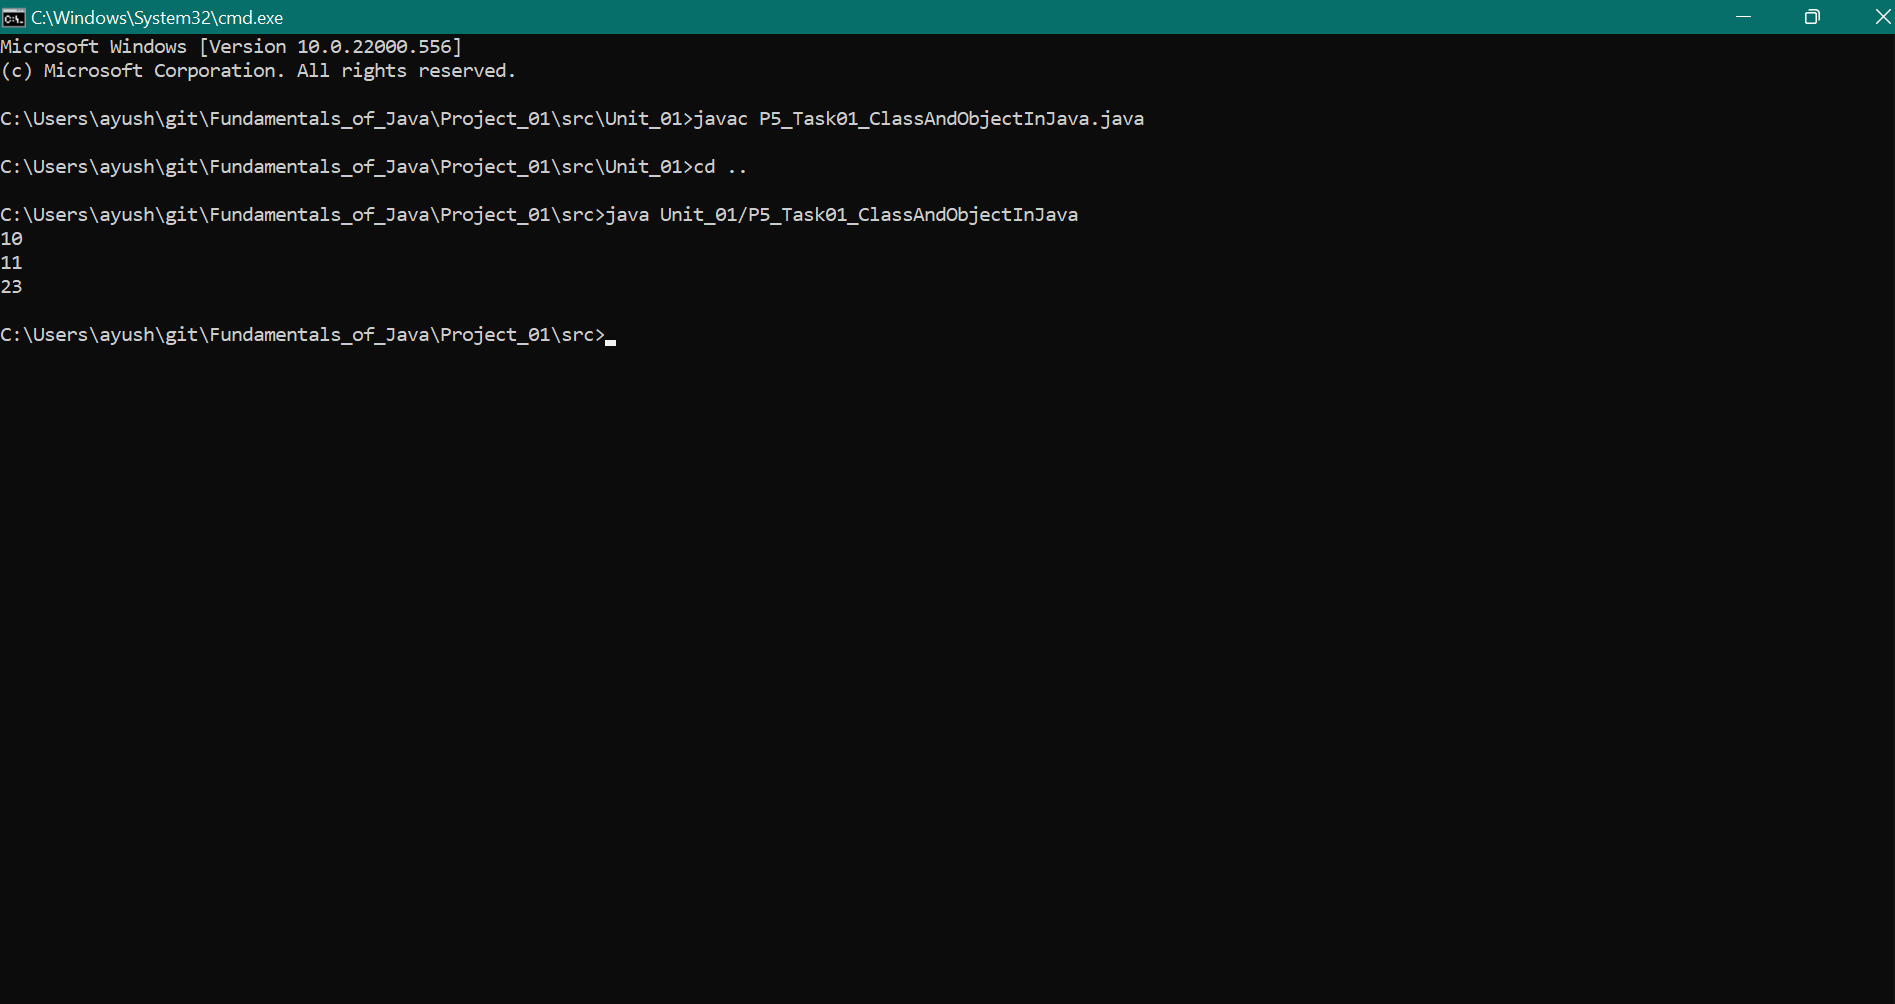 C:\Windows\System32\cmd.exe
Microsoft Windows [Version 10.0.22000.556]
(c) Microsoft Corporation. All rights reserved.
C:\Users\ayush\git\Fundamentals_of_Java\Project_01\src\Unit_01>javac P5_Task01_ClassAndObjectInJava.java
C:\Users\ayush\git\Fundamentals_of_Java\Project_01\src\Unit_01>cd ..
C:\Users\ayush\git\Fundamentals_of_Java\Project_01\src>java Unit_01/P5_Task01_ClassAndObjectInJava
10
11
23
C:\Users\ayush\git\Fundamentals_of_Java\Project_01\src>